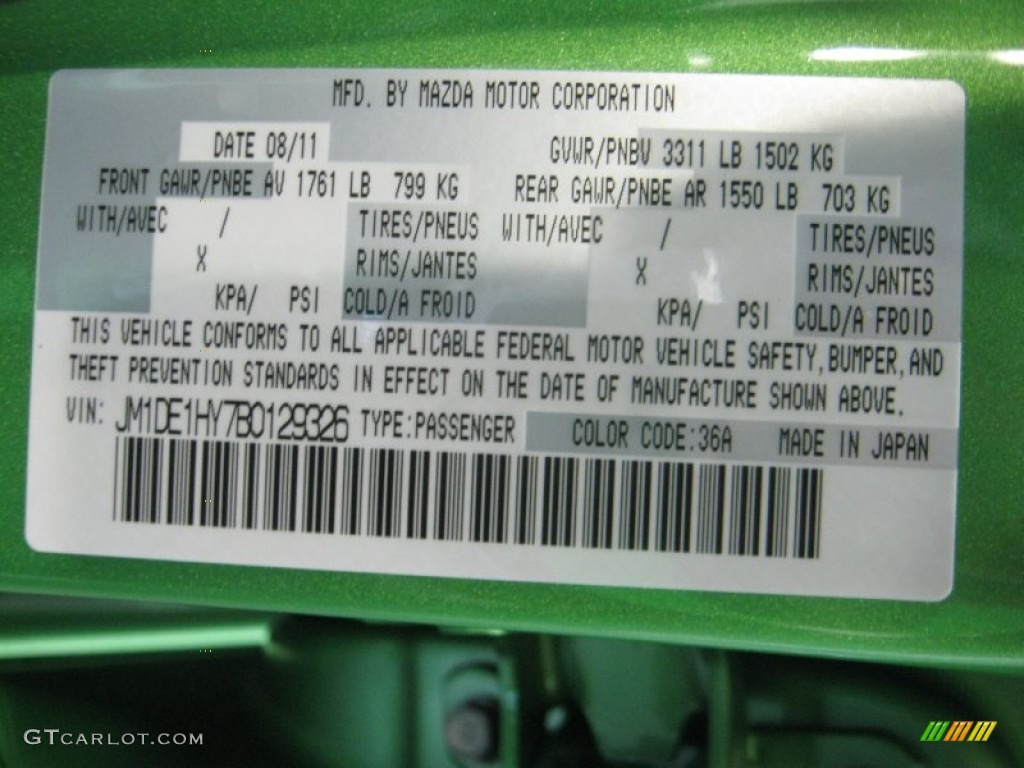 MFD. BY MAZDA MOTOR CORPORATION
DATE 08/11 GVWR/PNBV 3311 LB 1502 KG
FRONT GAWR/PNBE AV 1761 LB 799 KG REAR GAWR/PNBE AR 1550 LB 703 KG
WITH/AVEC / TIRES/PNEUS WITH/AVEC / TIRES/PNEUS
X RIMS/JANTES X RIMS/JANTES
KPA/ PSI COLD/A FROID KPA/ PSI COLD/A FROID
THIS VEHICLE CONFORMS TO ALL APPLICABLE FEDERAL MOTOR VEHICLE SAFETY, BUMPER, AND
THEFT PREVENTION STANDARDS IN EFFECT ON THE DATE OF MANUFACTURE SHOWN ABOVE.
VIN: JM1DE1HY7B0129326 TYPE:PASSENGER COLOR CODE:36A MADE IN JAPAN
GTCARLOT.COM